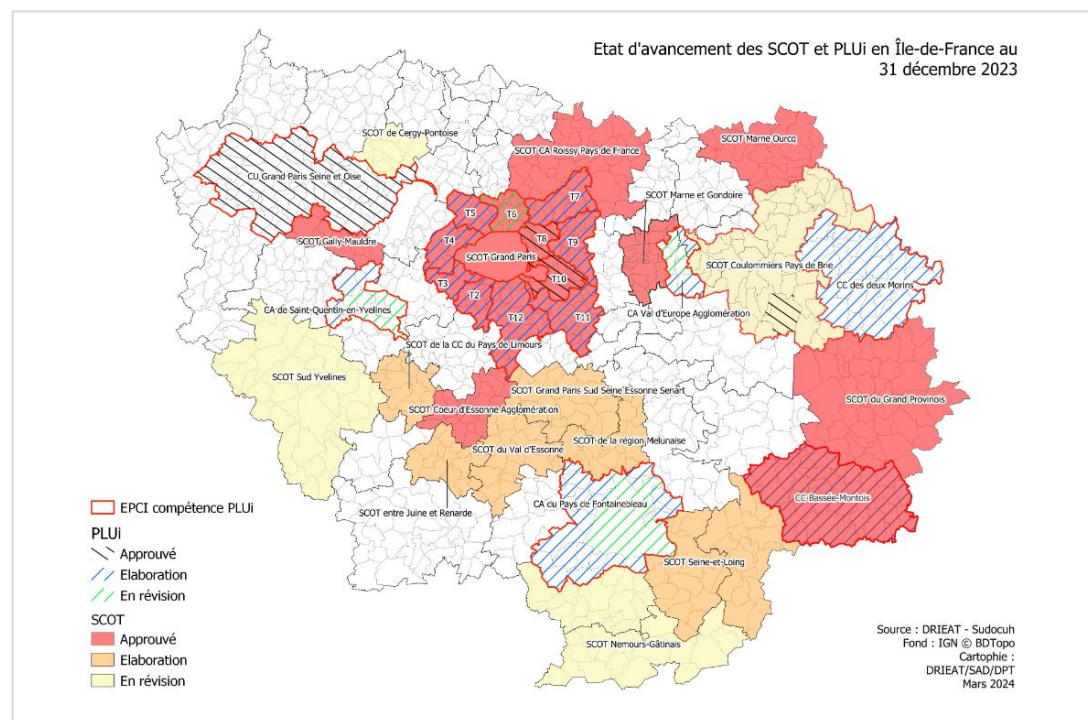 Etat d'avancement des SCOT et PLUi en Île-de-France au
31 décembre 2023
SCOT de Cergy-Pontoise
SCOT Marne Ourcq
SCOT CA Roissy Pays de France
CU Grand Paris Seine et Oise
SCOT Marne et Gondoire
T7
T5
T6
T4
T8
T9
SCOT Gally-Mauldre
SCOT Grand Paris
SCOT Coulommiers Pays de Brie
T3
T10
CC des deux Morins
T2
CA de Saint-Quentin-en-Yvelines
T12
T11
CA Val d'Europe Agglomération
SCOT de la CC du Pays de Limours
SCOT Sud Yvelines
SCOT Grand Paris Sud Seine Essonne Senart
SCOT du Grand Provinois
SCOT Coeur d'Essonne Agglomération
SCOT de la région Melunaise
SCOT du Val d'Essonne
CC Bassée-Montois
CA du Pays de Fontainebleau
SCOT entre Juine et Renarde
SCOT Seine-et-Loing
SCOT Nemours-Gâtinais
EPCI compétence PLUi
PLUi
Approuvé
Elaboration
En révision
SCOT
Approuvé
Elaboration
En révision
Source : DRIEAT - Sudocuh
Fond : IGN © BDTopo
Cartophie :
DRIEAT/SAD/DPT
Mars 2024